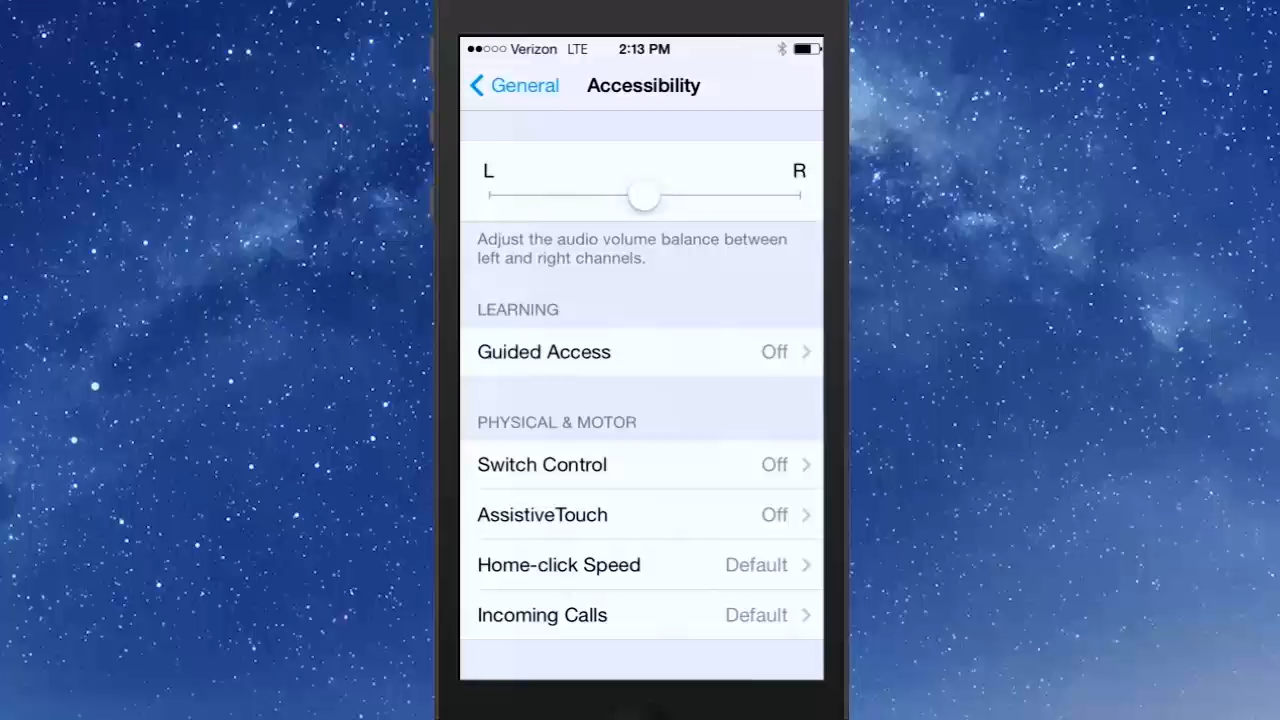 Verizon LTE 2:13 PM
General Accessibility
L R
Adjust the audio volume balance between
left and right channels.
LEARNING
Guided Access Off
PHYSICAL & MOTOR
Switch Control Off
AssistiveTouch Off
Home-click Speed Default
Incoming Calls Default